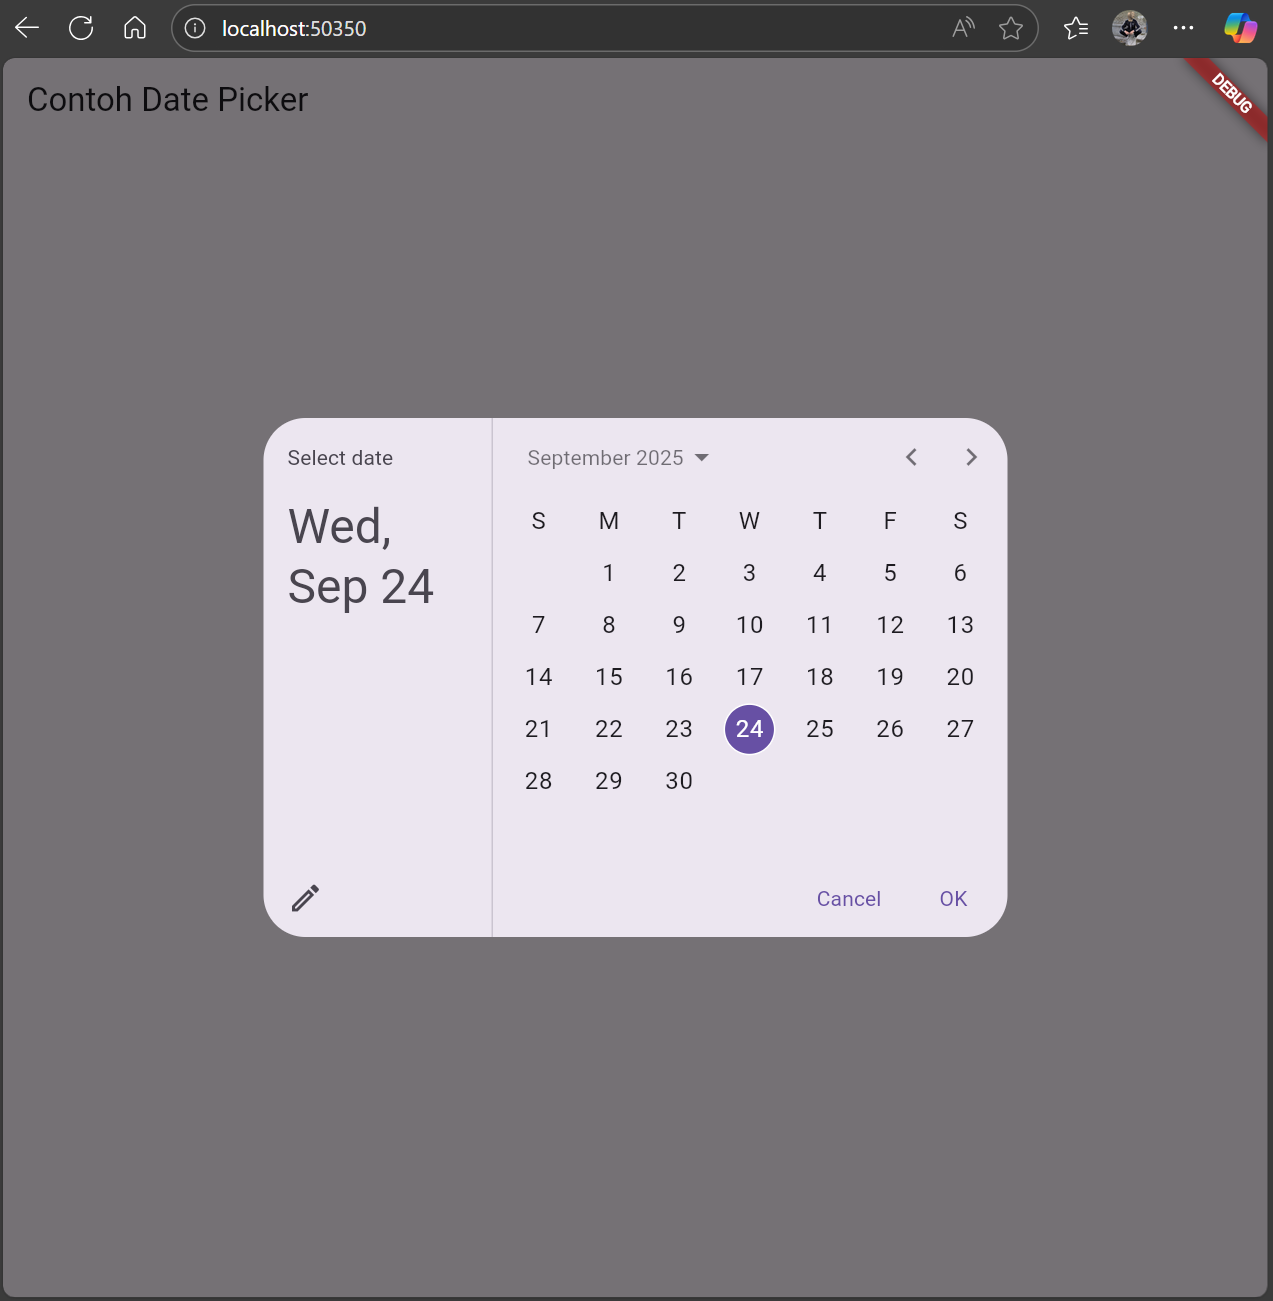 localhost:50350
Contoh Date Picker
DEBUG
Select date
Wed,
Sep 24
September 2025
S M T W T F S
1 2 3 4 5 6
7 8 9 10 11 12 13
14 15 16 17 18 19 20
21 22 23 24 25 26 27
28 29 30
Cancel OK